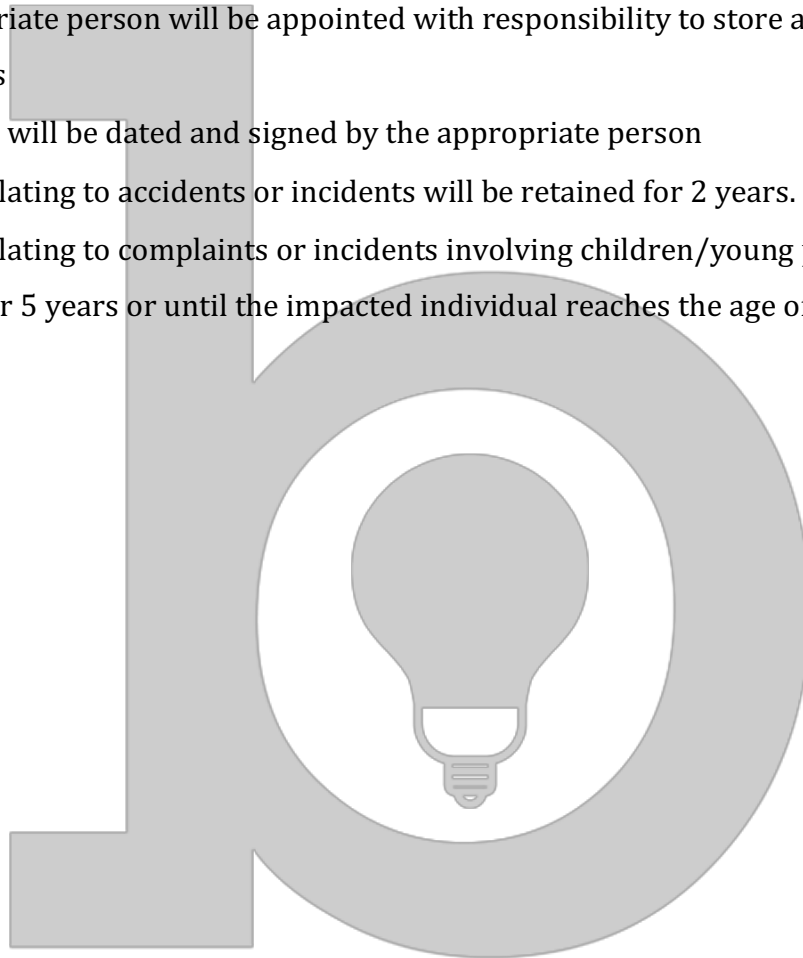 riate person will be appointed with responsibility to store a
s
will be dated and signed by the appropriate person
lating to accidents or incidents will be retained for 2 years.
lating to complaints or incidents involving children/young
r 5 years or until the impacted individual reaches the age o